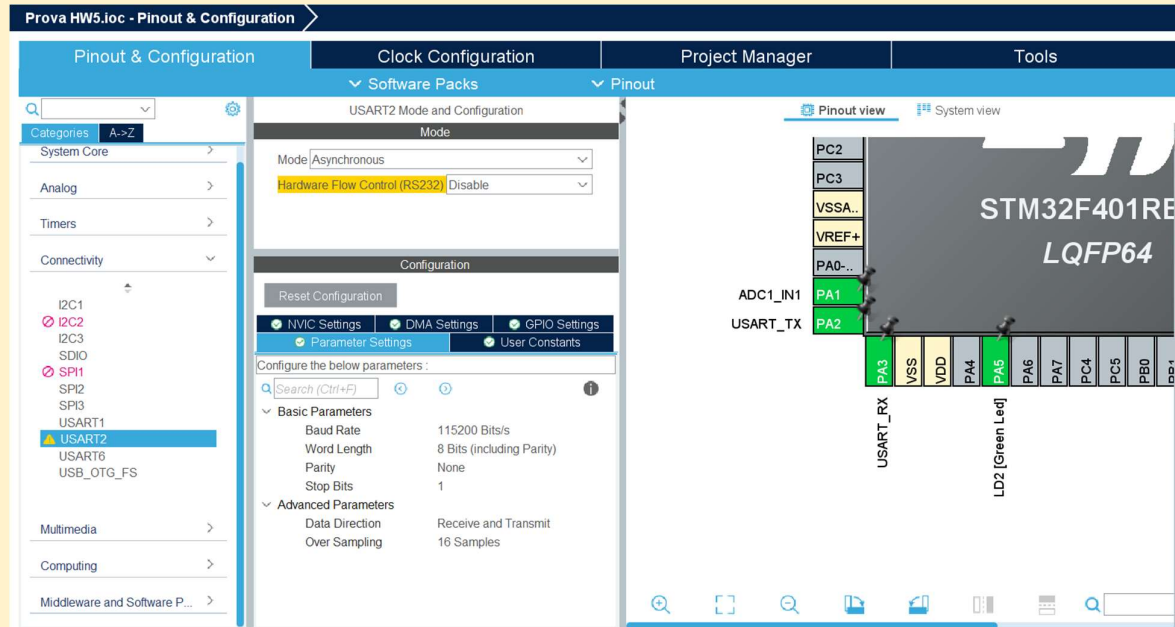 Prova HW5.ioc - Pinout & Configuration
Pinout & Configuration
Clock Configuration
Project Manager
Tools
Software Packs
Pinout
Categories
A->Z
System Core
Analog
Timers
Connectivity
I2C1
I2C2
I2C3
SDIO
SPI1
SPI2
SPI3
USART1
USART2
USART6
USB_OTG_FS
Multimedia
Computing
Middleware and Software P...
USART2 Mode and Configuration
Mode
Mode Asynchronous
Hardware Flow Control (RS232) Disable
Configuration
Reset Configuration
NVIC Settings
DMA Settings
GPIO Settings
Parameter Settings
User Constants
Configure the below parameters :
Search (Ctrl+F)
Basic Parameters
Baud Rate 115200 Bits/s
Word Length 8 Bits (including Parity)
Parity None
Stop Bits 1
Advanced Parameters
Data Direction Receive and Transmit
Over Sampling 16 Samples
Pinout view
System view
PC2
PC3
VSSA..
VREF+
PA0-..
ADC1_IN1 PA1
USART_TX PA2
STM32F401RE
LQFP64
PA3
VSS
VDD
PA4
PA5
PA6
PA7
PC4
PC5
PB0
USART_RX
LD2 [Green Led]